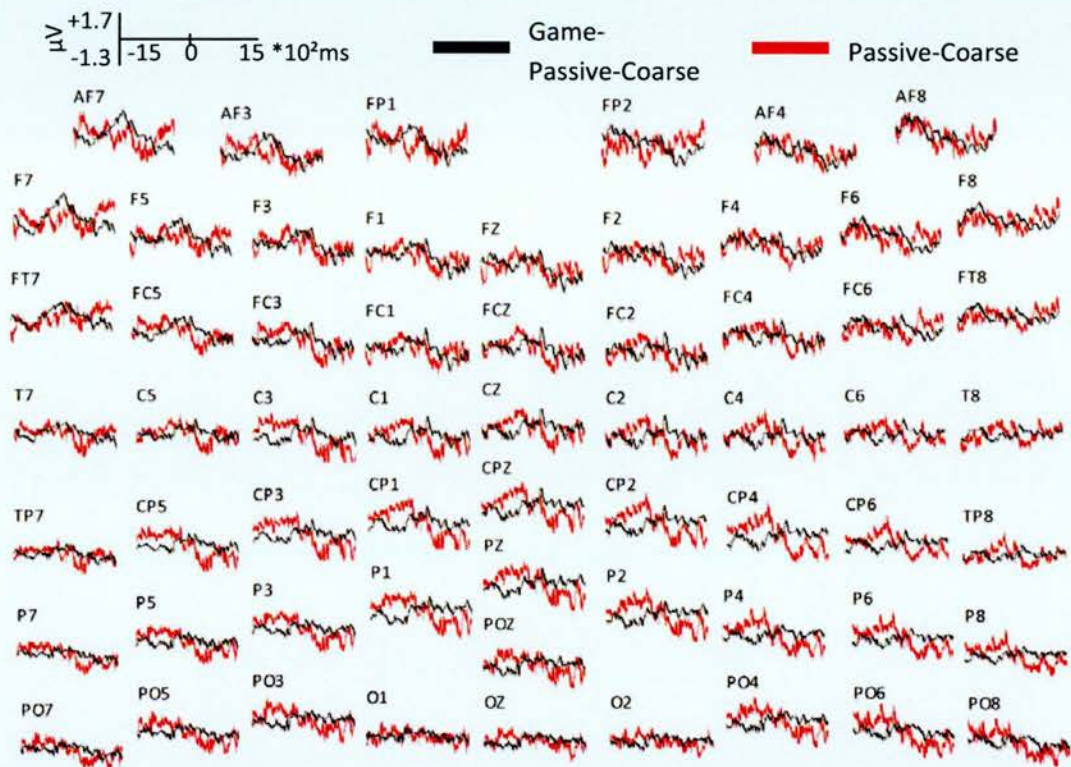 μV
+1.7
-1.3
-15 0 15 *10²ms
Game-
Passive-Coarse
Passive-Coarse
AF7 AF3 FP1 FP2 AF4 AF8
F7 F5 F3 F1 FZ F2 F4 F6 F8
FT7 FC5 FC3 FC1 FCZ FC2 FC4 FC6 FT8
T7 C5 C3 C1 CZ C2 C4 C6 T8
TP7 CP5 CP3 CP1 CPZ CP2 CP4 CP6 TP8
P7 P5 P3 P1 PZ P2 P4 P6 P8
POZ
PO7 PO5 PO3 O1 OZ O2 PO4 PO6 PO8